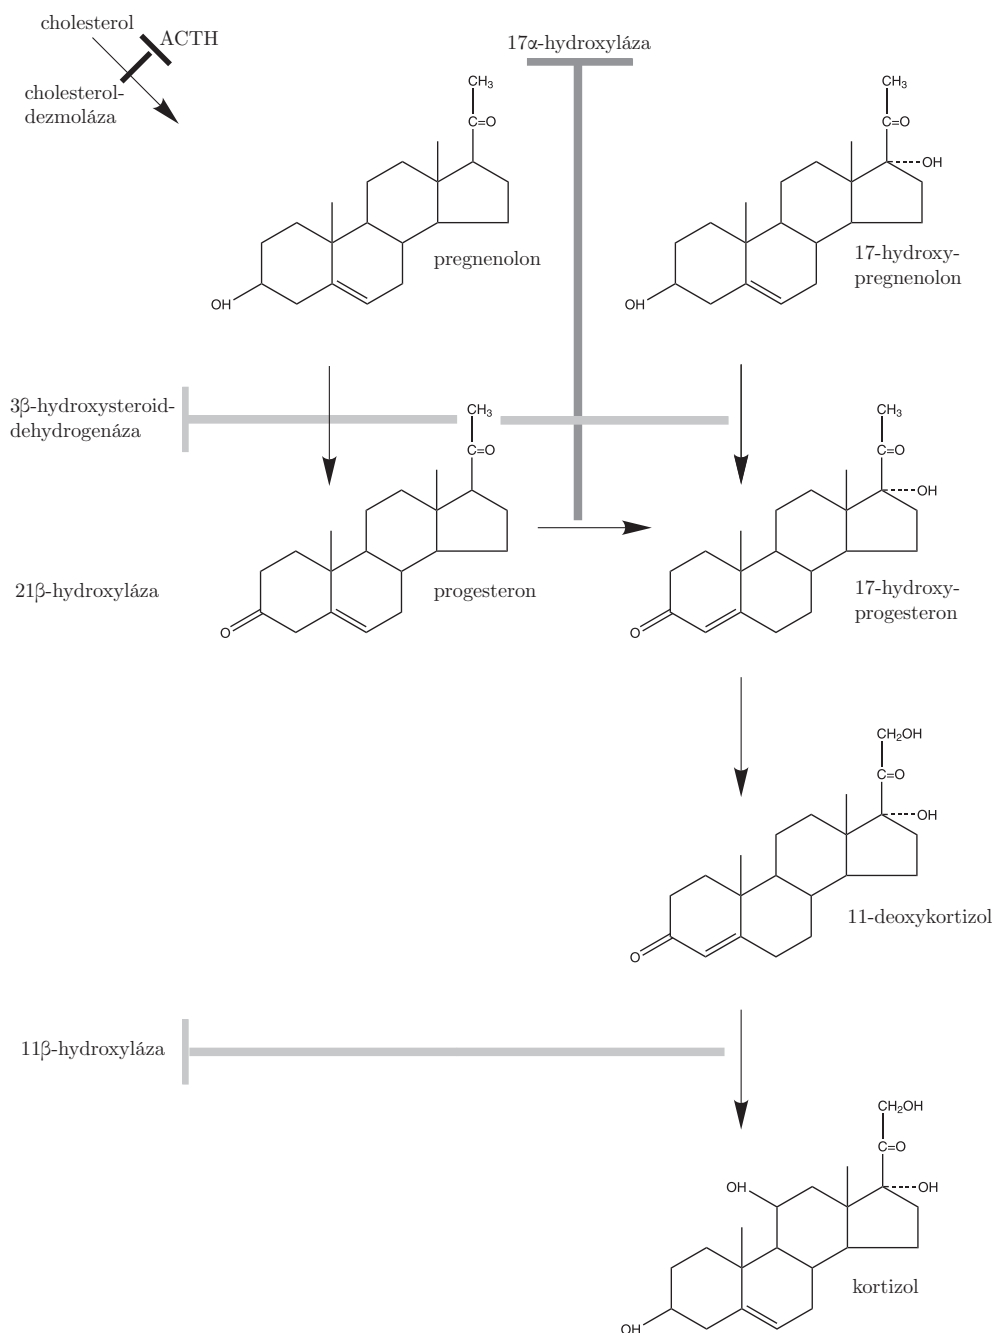 cholesterol
ACTH
cholesterol-
dezmoláza
17α-hydroxyláza
CH₃
C=O
pregnenolon
OH
CH₃
C=O
OH
17-hydroxy-
pregnenolon
OH
3β-hydroxysteroid-
dehydrogenáza
CH₃
C=O
21β-hydroxyláza
progesteron
O
CH₃
C=O
OH
17-hydroxy-
progesteron
O
CH₂OH
C=O
OH
11-deoxykortizol
O
11β-hydroxyláza
CH₂OH
C=O
OH
OH
kortizol
OH